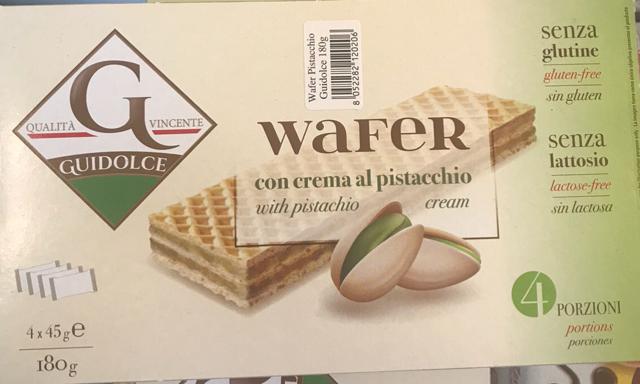 G
QUALITÀ VINCENTE
GUIDOLCE
Wafer Pistacchio
Guidolce 180g
8 052282 120206
WAFER
con crema al pistacchio
with pistachio cream
senza
glutine
gluten-free
sin gluten
senza
lattosio
lactose-free
sin lactosa
4 PORZIONI
portions
porciones
4 x 45 g e
180 g